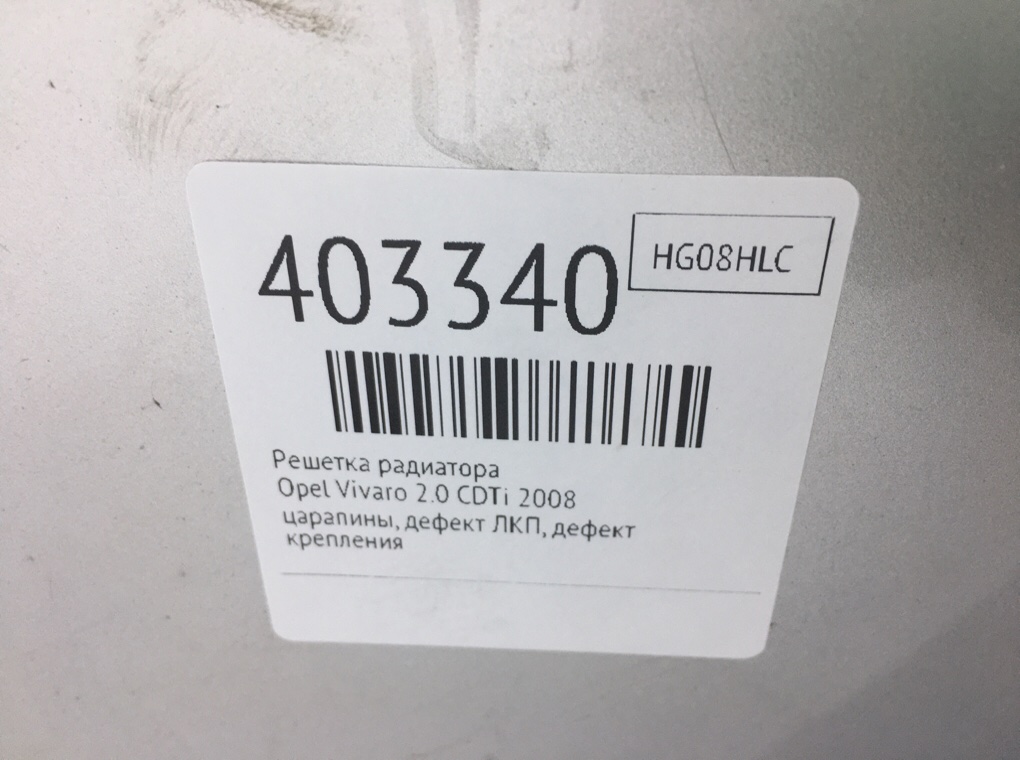 403340
HG08HLC
Решетка радиатора
Opel Vivaro 2.0 CDTi 2008
царапины, дефект ЛКП, дефект
крепления